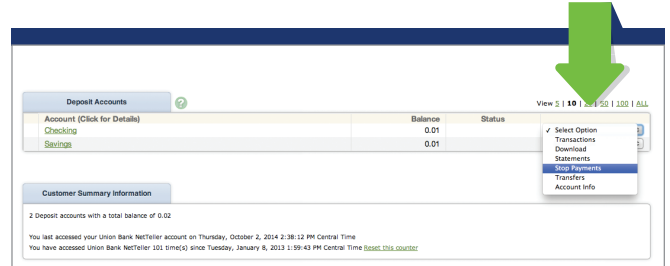 Deposit Accounts
View 5 | 10 | | 50 | 100 | ALL
Account (Click for Details) Balance Status
Checking 0.01
Savings 0.01
✓ Select Option
Transactions
Download
Statements
Stop Payments
Transfers
Account Info
Customer Summary Information
2 Deposit accounts with a total balance of 0.02
You last accessed your Union Bank NetTeller account on Thursday, October 2, 2014 2:38:12 PM Central Time
You have accessed Union Bank NetTeller 101 time(s) since Tuesday, January 8, 2013 1:59:43 PM Central Time Reset this counter